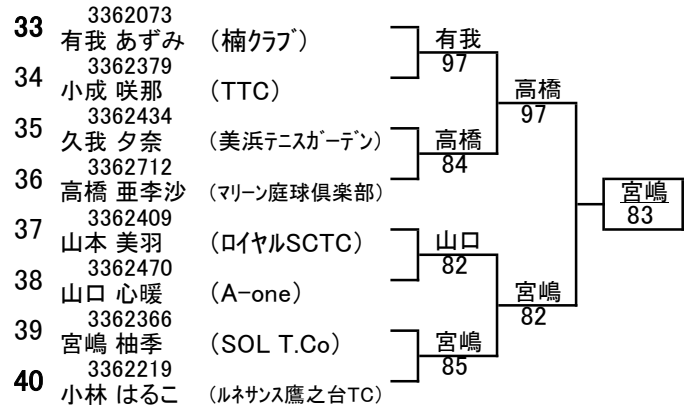 3362073
33 有我 あずみ （楠クラブ）
3362379
34 小成 咲那 （TTC）
3362434
35 久我 夕奈 （美浜テニスガーデン）
3362712
36 高橋 亜李沙 （マリーン庭球倶楽部）
3362409
37 山本 美羽 （ロイヤルSCTC）
3362470
38 山口 心暖 （A-one）
3362366
39 宮嶋 柚季 （SOL T.Co）
3362219
40 小林 はるこ （ルネサンス鷹之台TC）
有我
97
高橋
84
山口
82
宮嶋
85
高橋
97
宮嶋
82
宮嶋
83